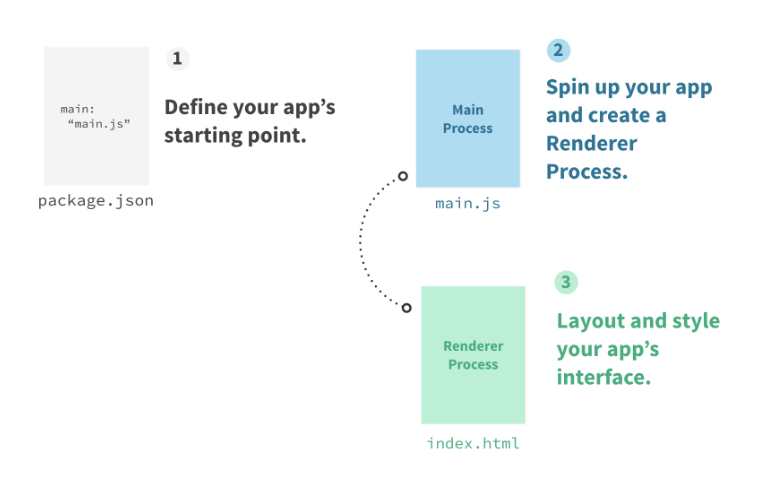 1
main:
“main.js”
Define your app’s
starting point.
package.json
2
Main
Process
Spin up your app
and create a
Renderer
Process.
main.js
3
Renderer
Process
Layout and style
your app’s
interface.
index.html